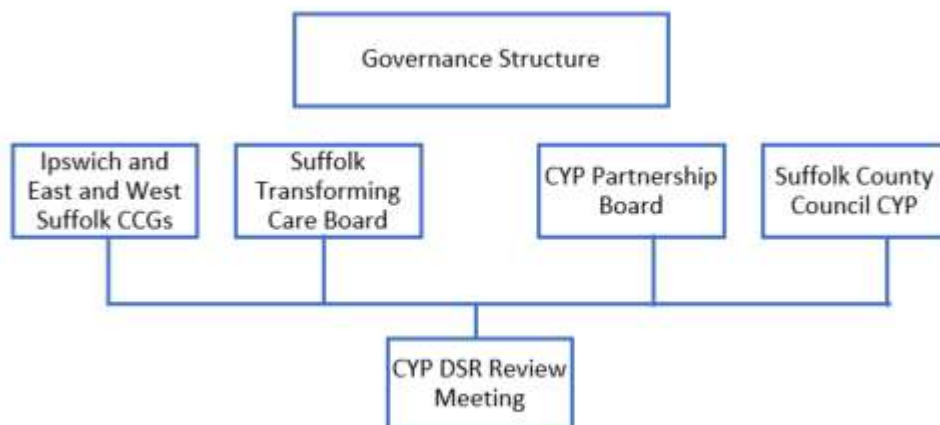 Governance Structure
Ipswich and
East and West
Suffolk CCGs
Suffolk
Transforming
Care Board
CYP Partnership
Board
Suffolk County
Council CYP
CYP DSR Review
Meeting